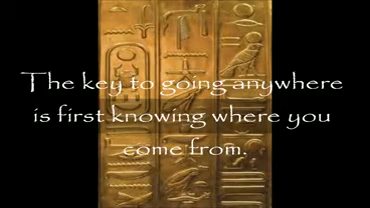 The key to going anywhere
is first knowing where you
come from.